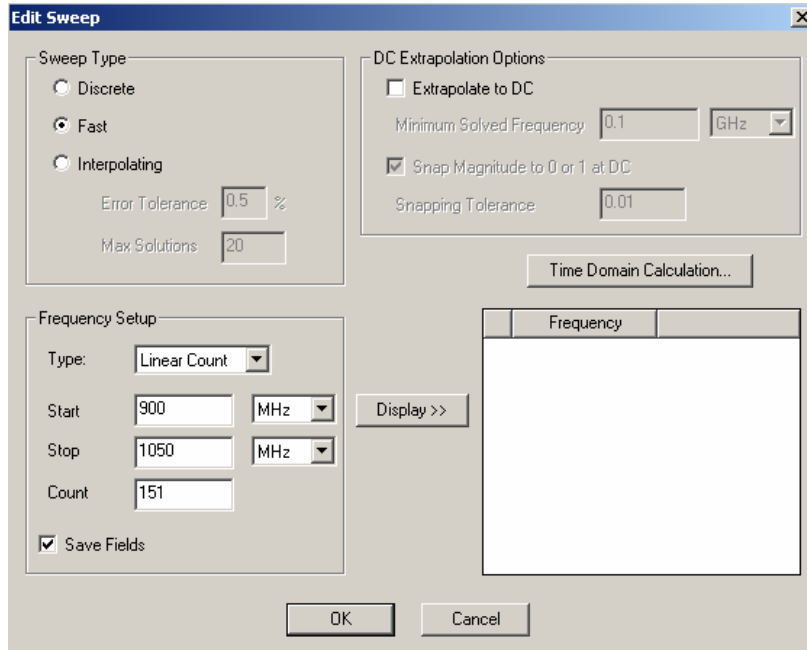 Edit Sweep
Sweep Type
Discrete
Fast
Interpolating
Error Tolerance 0.5 %
Max Solutions 20
DC Extrapolation Options
Extrapolate to DC
Minimum Solved Frequency 0.1 GHz
Snap Magnitude to 0 or 1 at DC
Snapping Tolerance 0.01
Time Domain Calculation...
Frequency Setup
Type: Linear Count
Start 900 MHz
Stop 1050 MHz
Count 151
Save Fields
Display >>
Frequency
OK
Cancel